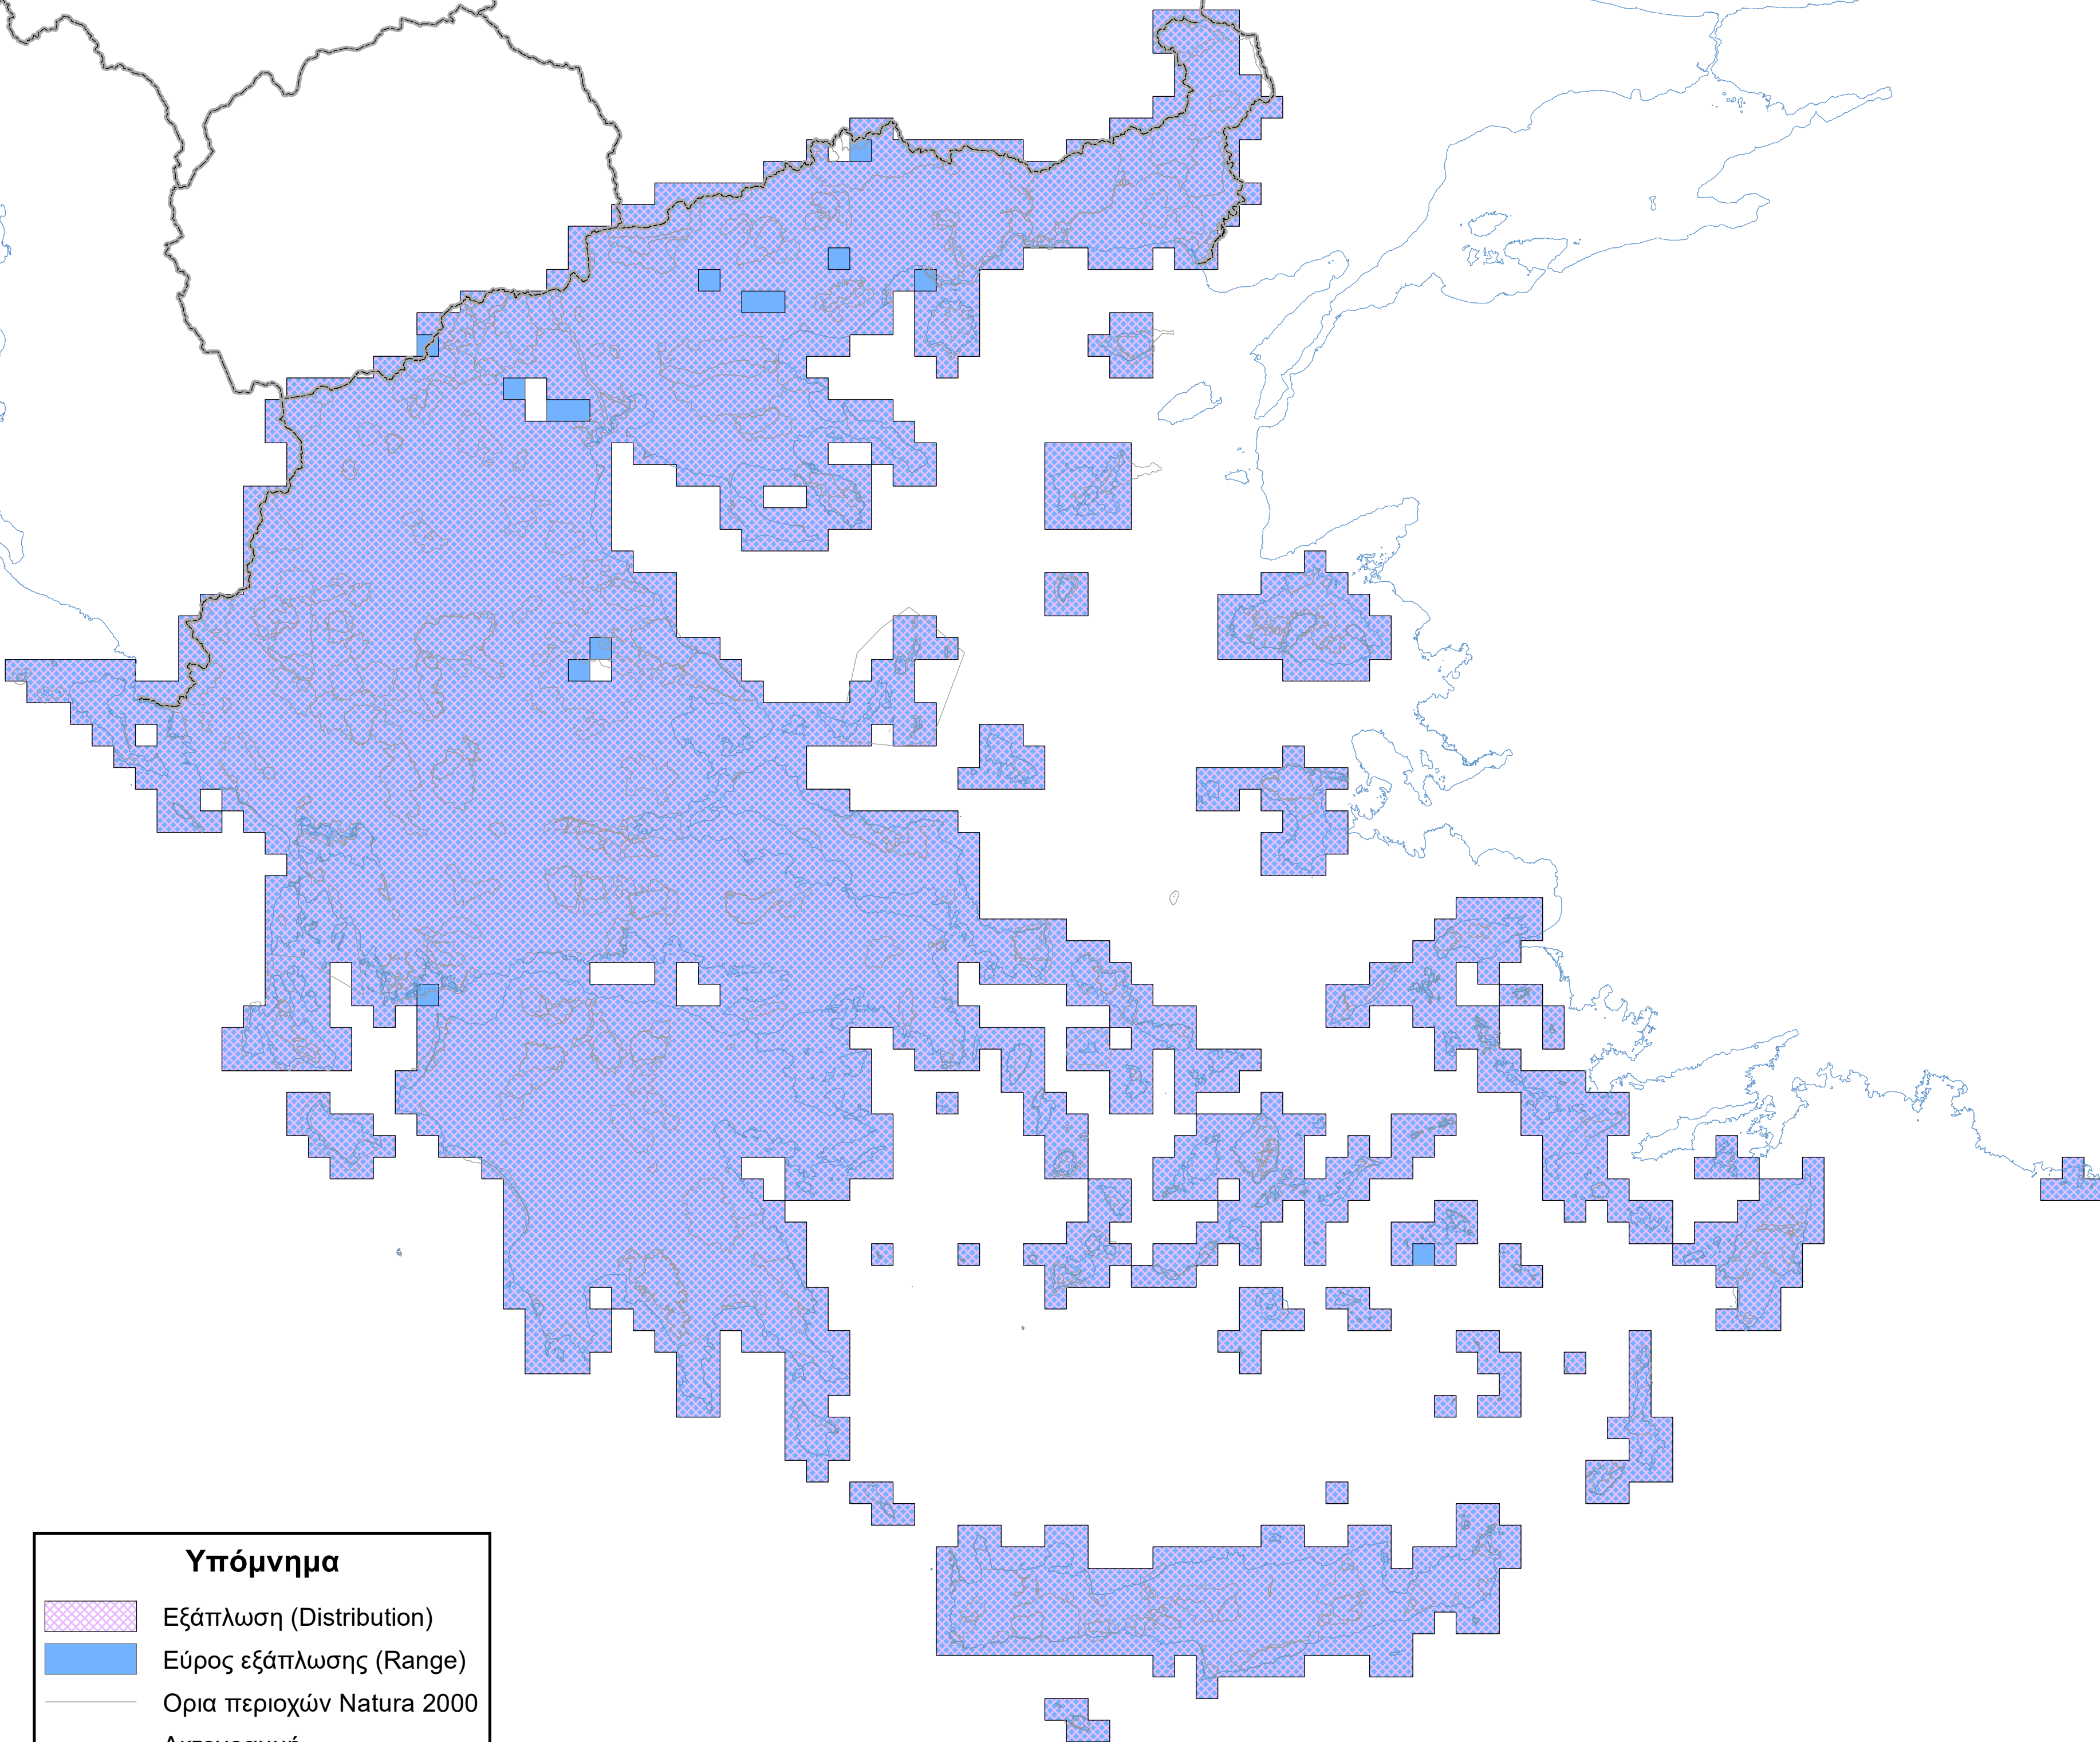 Υπόμνημα
Εξάπλωση (Distribution)
Εύρος εξάπλωσης (Range)
Ορια περιοχών Natura 2000